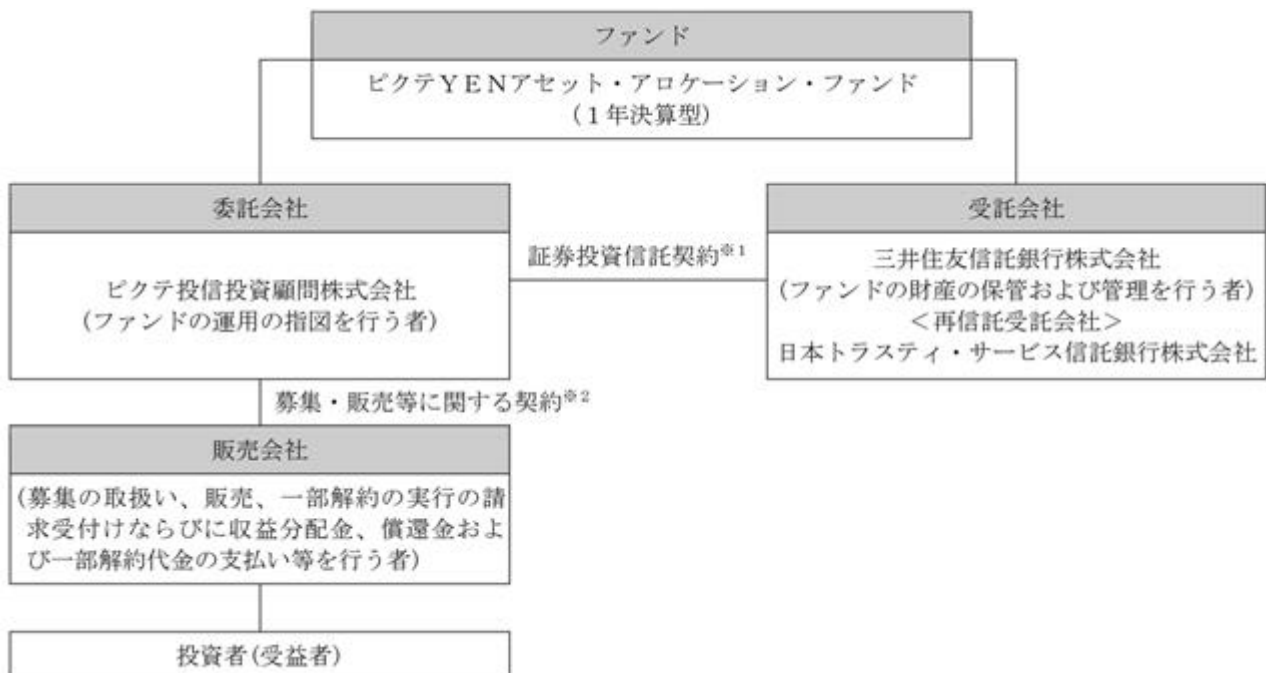 ファンド
ピクテYENアセット・アロケーション・ファンド
(1年決算型)
委託会社
ピクテ投信投資顧問株式会社
(ファンドの運用の指図を行う者)
証券投資信託契約※1
受託会社
三井住友信託銀行株式会社
(ファンドの財産の保管および管理を行う者)
<再信託受託会社>
日本トラスティ・サービス信託銀行株式会社
募集・販売等に関する契約※2
販売会社
(募集の取扱い、販売、一部解約の実行の請
求受付けならびに収益分配金、償還金およ
び一部解約代金の支払い等を行う者)
投資者(受益者)